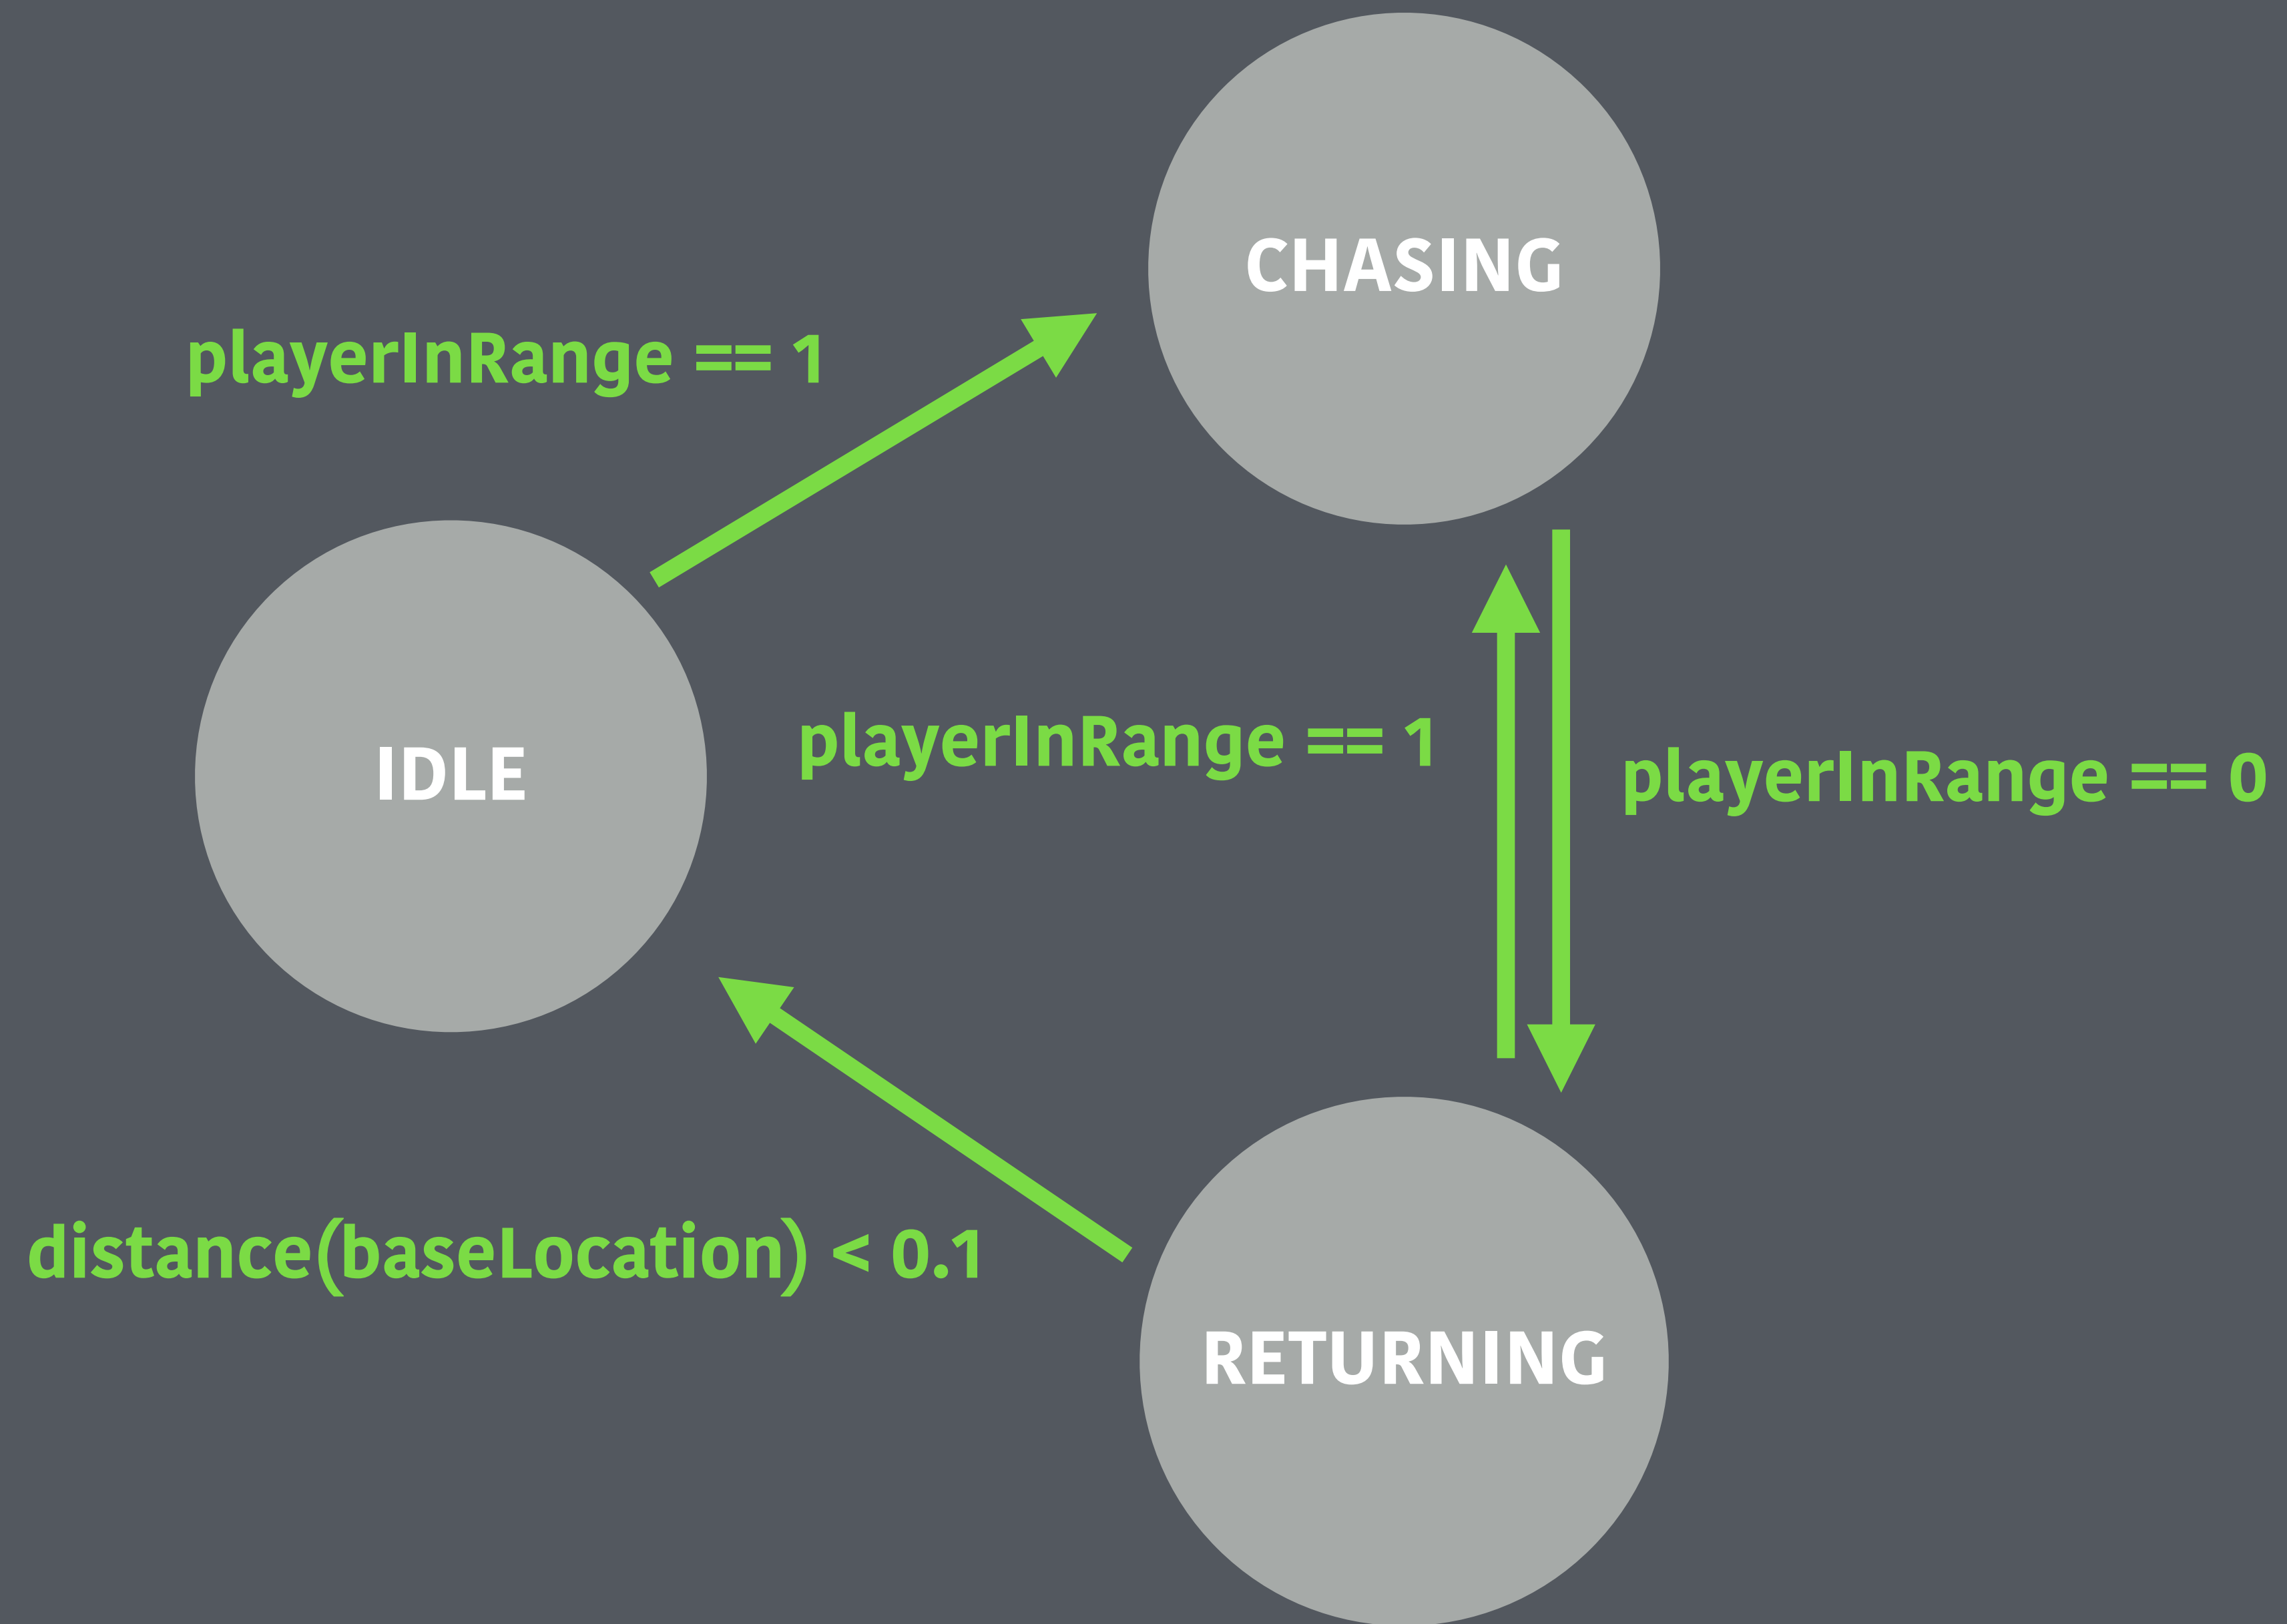 CHASING
playerInRange == 1
IDLE
playerInRange == 1
playerInRange == 0
distance(baseLocation) < 0.1
RETURNING